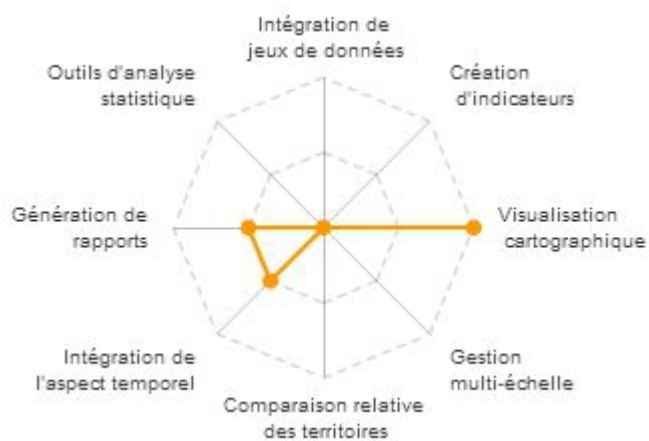 Intégration de
jeux de données
Création
d'indicateurs
Visualisation
cartographique
Gestion
multi-échelle
Comparaison relative
des territoires
Intégration de
l'aspect temporel
Génération de
rapports
Outils d'analyse
statistique